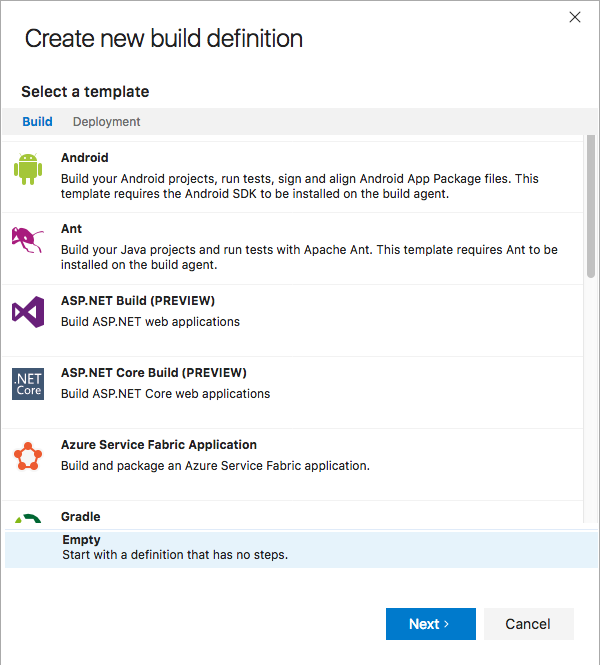 Create new build definition
Select a template
Build Deployment
Android
Build your Android projects, run tests, sign and align Android App Package files. This
template requires the Android SDK to be installed on the build agent.
Ant
Build your Java projects and run tests with Apache Ant. This template requires Ant to be
installed on the build agent.
ASP.NET Build (PREVIEW)
Build ASP.NET web applications
.NET
Core
ASP.NET Core Build (PREVIEW)
Build ASP.NET Core web applications
Azure Service Fabric Application
Build and package an Azure Service Fabric application.
Gradle
Empty
Start with a definition that has no steps.
Next
Cancel